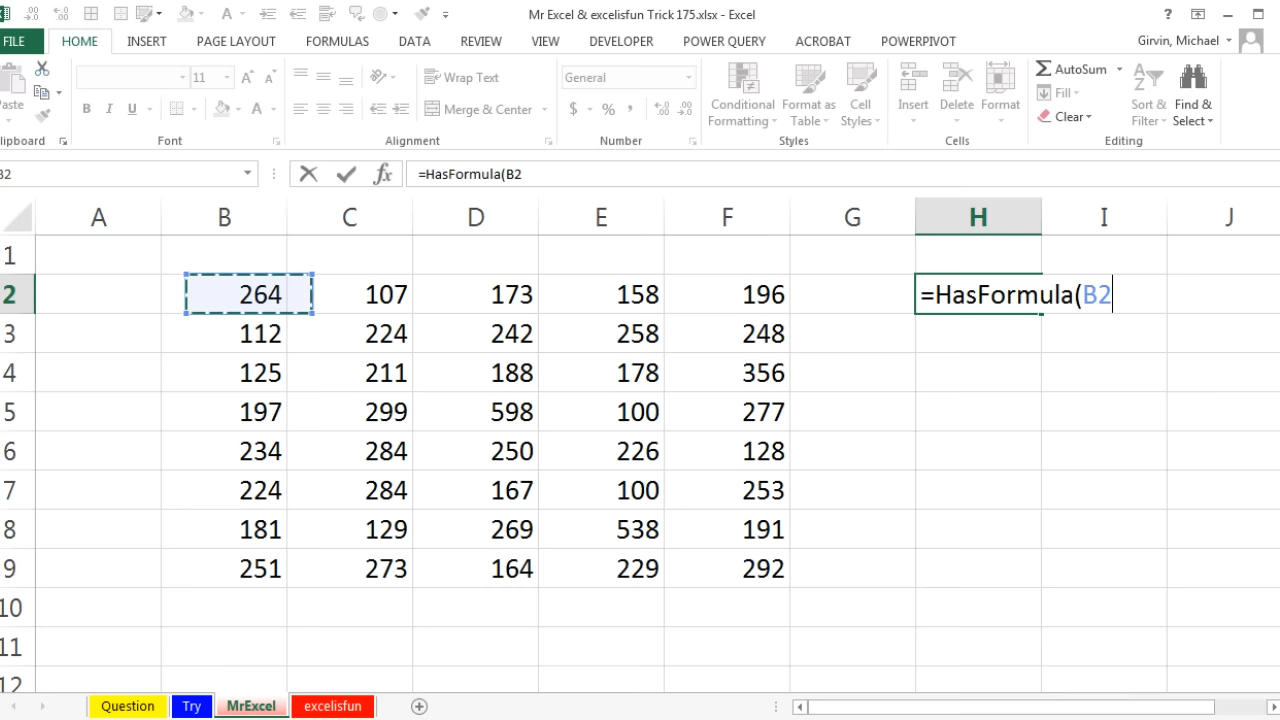 Mr Excel & excelisfun Trick 175.xlsx - Excel
?
FILE HOME INSERT PAGE LAYOUT FORMULAS DATA REVIEW VIEW DEVELOPER POWER QUERY ACROBAT POWERPIVOT Girvin, Michael
Paste 11 A A Wrap Text General Conditional Formatting Format as Table Cell Styles Insert Delete Format AutoSum Sort & Filter Find & Select
B I U A Merge & Center $ % , Fill
Clear
lipboard Font Alignment Number Styles Cells Editing
B2 fx =HasFormula(B2
A B C D E F G H I J
1
2 264 107 173 158 196 =HasFormula(B2
3 112 224 242 258 248
4 125 211 188 178 356
5 197 299 598 100 277
6 234 284 250 226 128
7 224 284 167 100 253
8 181 129 269 538 191
9 251 273 164 229 292
10
11
12
Question Try MrExcel excelisfun